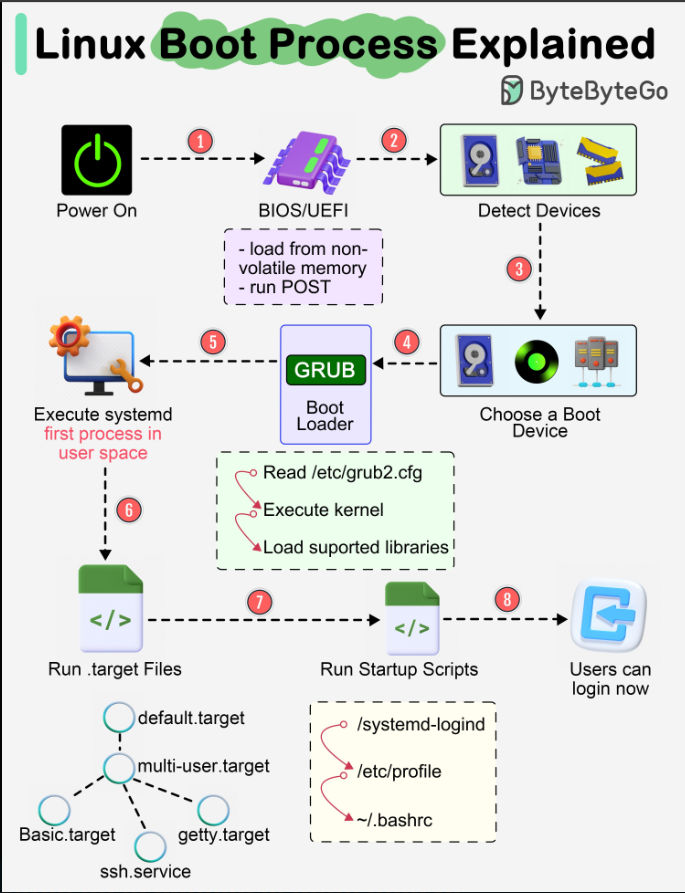 Linux Boot Process Explained
ByteByteGo
1
2
Power On
BIOS/UEFI
Detect Devices
- load from non-
volatile memory
- run POST
3
5
4
GRUB
Boot
Loader
Execute systemd
first process in
user space
Choose a Boot
Device
Read /etc/grub2.cfg
Execute kernel
Load suported libraries
6
</>
7
</>
8
Run .target Files
Run Startup Scripts
Users can
login now
default.target
multi-user.target
Basic.target
getty.target
ssh.service
/systemd-logind
/etc/profile
~/.bashrc